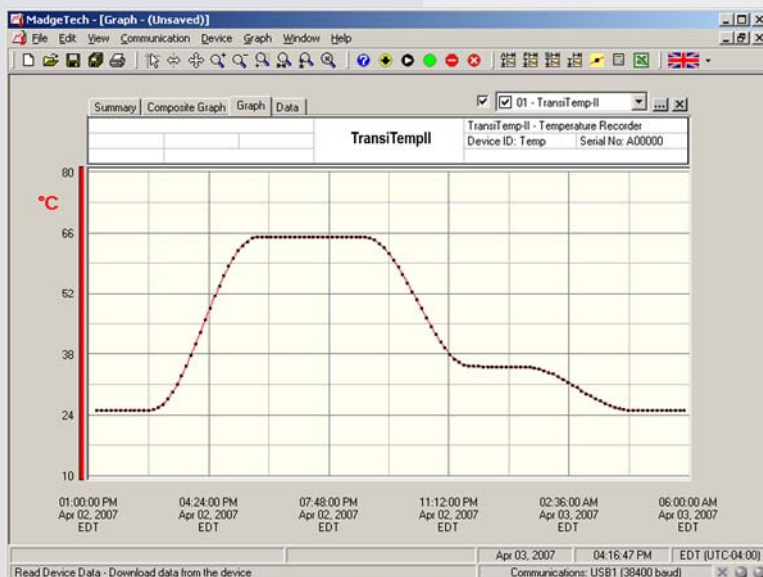 MadgeTech - [Graph - (Unsaved)]
File Edit View Communication Device Graph Window Help
Summary Composite Graph Graph Data
01 - TransiTemp-II
TransiTempII
TransiTemp-II - Temperature Recorder
Device ID: Temp Serial No: A00000
°C
80
66
52
38
24
10
01:00:00 PM 04:24:00 PM 07:48:00 PM 11:12:00 PM 02:36:00 AM 06:00:00 AM
Apr 02, 2007 Apr 02, 2007 Apr 02, 2007 Apr 02, 2007 Apr 03, 2007 Apr 03, 2007
EDT EDT EDT EDT EDT EDT
Apr 03, 2007 04:16:47 PM EDT (UTC-04:00)
Read Device Data - Download data from the device Communications: USB1 (38400 baud)